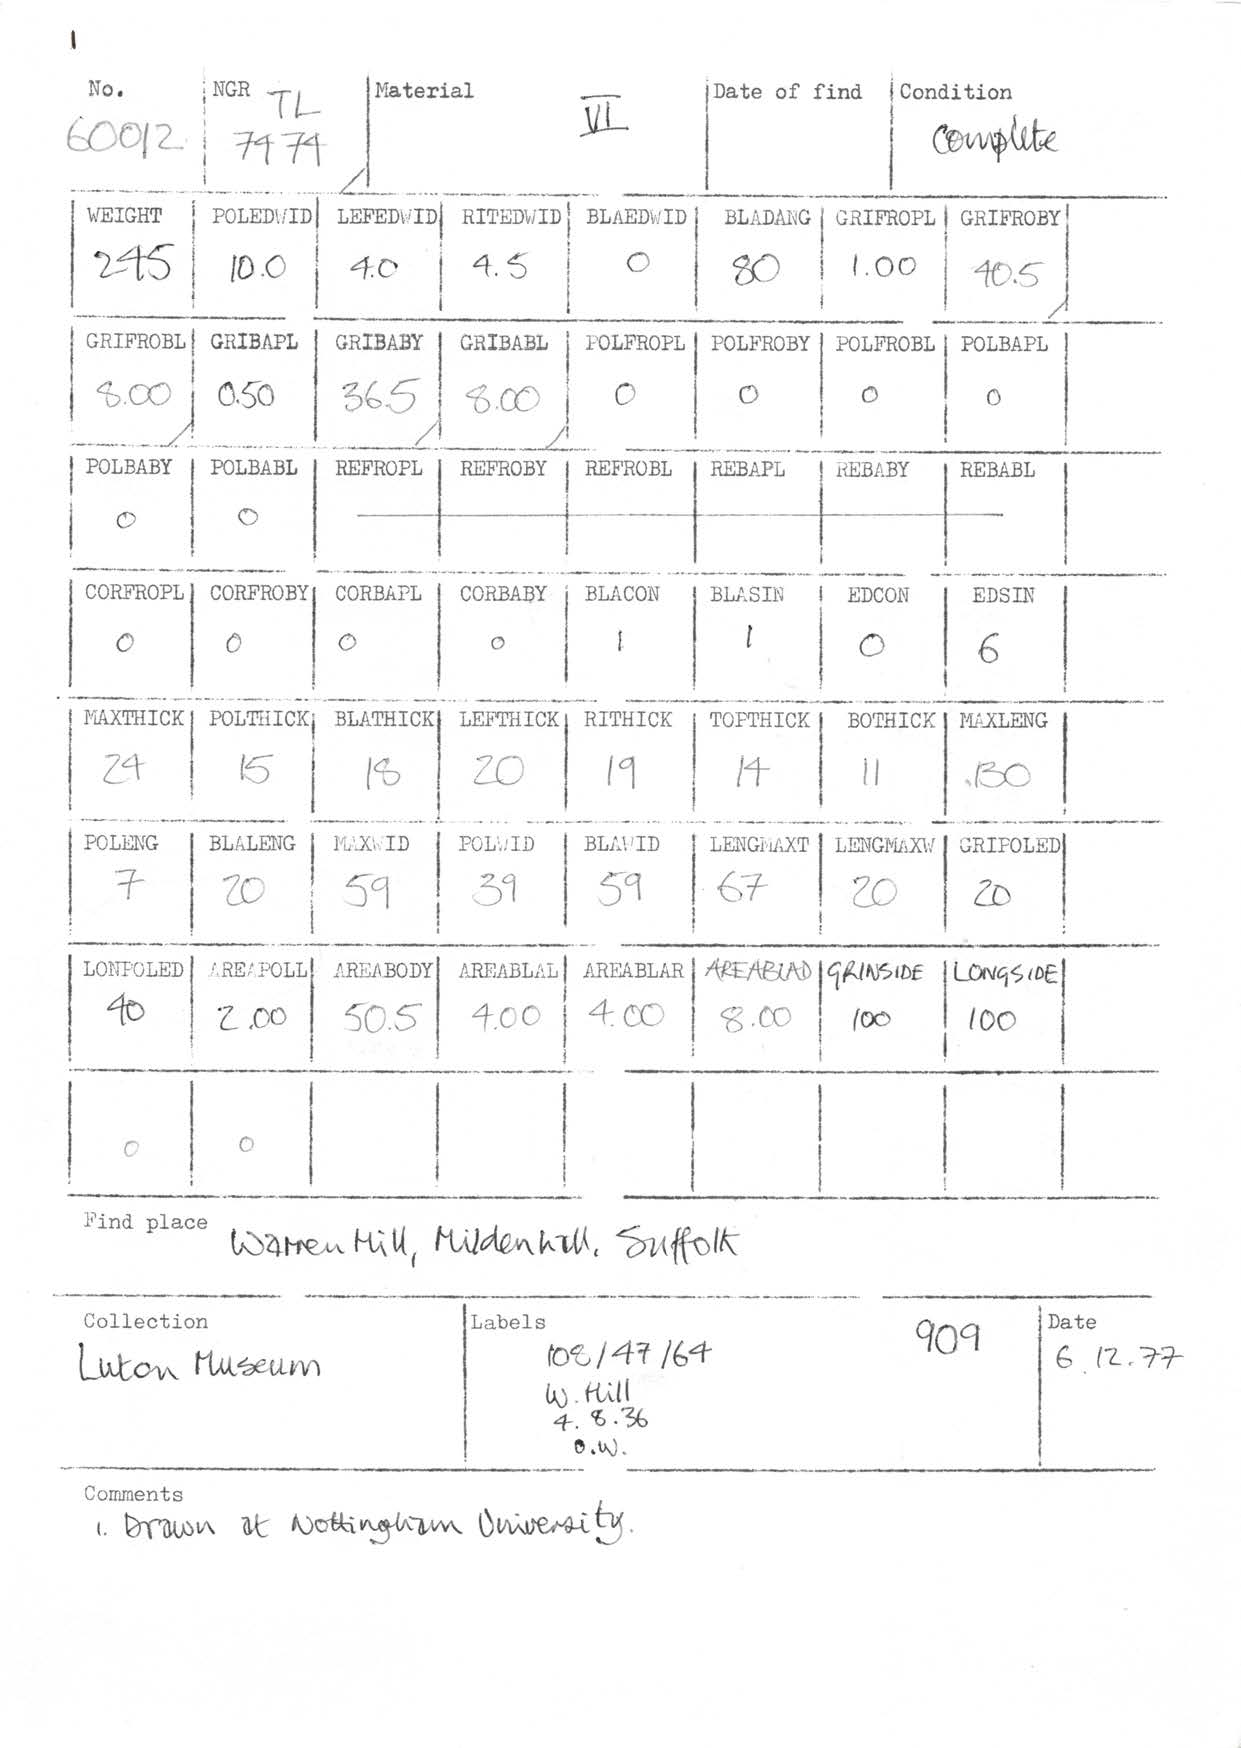 1
No. NGR TL Material VI Date of find Condition
60012 7474 Complete
WEIGHT POLEDWID LEFEDWID RITEDWID BLAEDWID BLADANG GRIFROPL GRIFROBY
245 10.0 4.0 4.5 0 80 1.00 40.5
GRIFROBL GRIBAPL GRIBABY GRIBABL POLFROPL POLFROBY POLFROBL POLBAPL
8.00 0.50 36.5 8.00 0 0 0 0
POLBABY POLBABL REFROPL REFROBY REFROBL REBAPL REBABY REBABL
0 0
CORFROPL CORFROBY CORBAPL CORBABY BLACON BLASIN EDCON EDSIN
0 0 0 0 1 1 0 6
MAXTHICK POLTHICK BLATHICK LEFTHICK RITHICK TOPTHICK BOTHICK MAXLENG
24 15 18 20 19 14 11 130
POLENG BLALENG MAXWID POLWID BLAWID LENGMAXT LENGMAXW GRIPOLED
7 20 59 39 59 67 20 20
LONPOLED AREAPOLL AREABODY AREABLAL AREABLAR AREABLAD GRINSIDE LONGSIDE
40 2.00 50.5 4.00 4.00 8.00 100 100
0 0
Find place Warren Hill, Mildenhall, Suffolk
Collection Labels 909 Date
Luton Museum 108/47/64 6.12.77
W. Hill
4.8.36
O.W.
Comments
1. Drawn at Nottingham University.